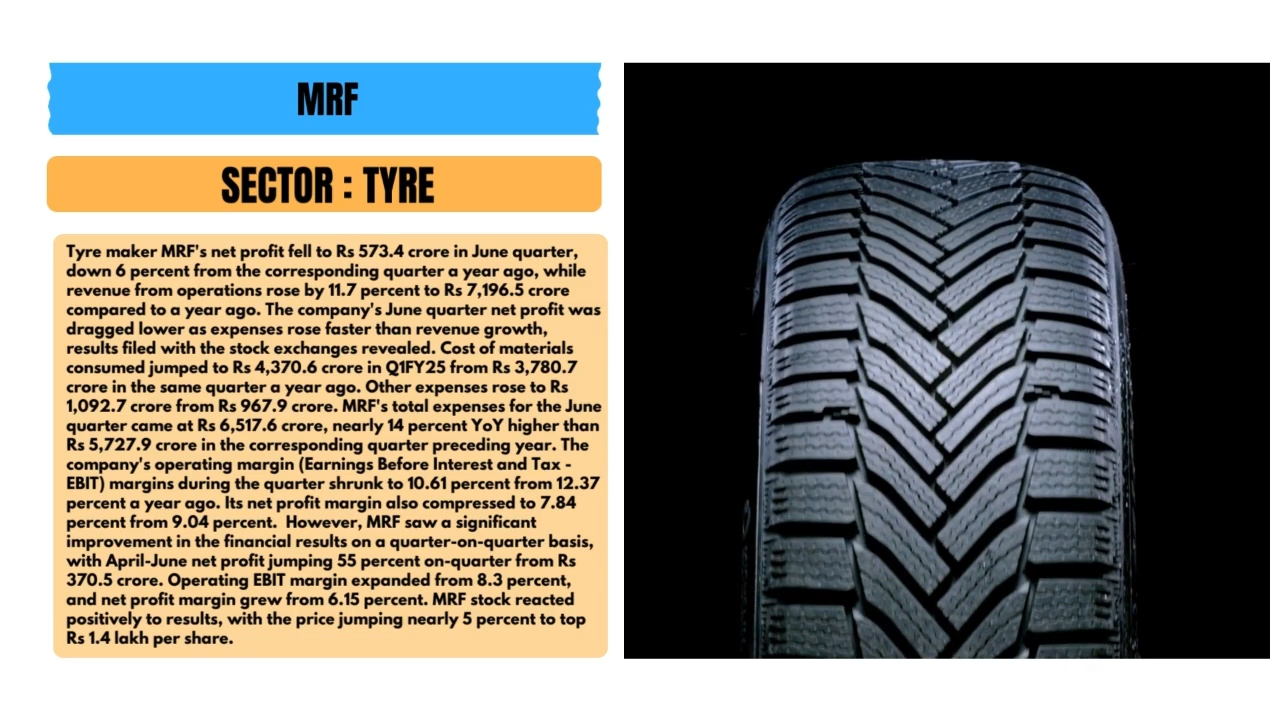 MRF
SECTOR : TYRE
Tyre maker MRF's net profit fell to Rs 573.4 crore in June quarter,
down 6 percent from the corresponding quarter a year ago, while
revenue from operations rose by 11.7 percent to Rs 7,196.5 crore
compared to a year ago. The company's June quarter net profit was
dragged lower as expenses rose faster than revenue growth,
results filed with the stock exchanges revealed. Cost of materials
consumed jumped to Rs 4,370.6 crore in Q1FY25 from Rs 3,780.7
crore in the same quarter a year ago. Other expenses rose to Rs
1,092.7 crore from Rs 967.9 crore. MRF's total expenses for the June
quarter came at Rs 6,517.6 crore, nearly 14 percent YoY higher than
Rs 5,727.9 crore in the corresponding quarter preceding year. The
company's operating margin (Earnings Before Interest and Tax -
EBIT) margins during the quarter shrunk to 10.61 percent from 12.37
percent a year ago. Its net profit margin also compressed to 7.84
percent from 9.04 percent.  However, MRF saw a significant
improvement in the financial results on a quarter-on-quarter basis,
with April-June net profit jumping 55 percent on-quarter from Rs
370.5 crore. Operating EBIT margin expanded from 8.3 percent,
and net profit margin grew from 6.15 percent. MRF stock reacted
positively to results, with the price jumping nearly 5 percent to top
Rs 1.4 lakh per share.